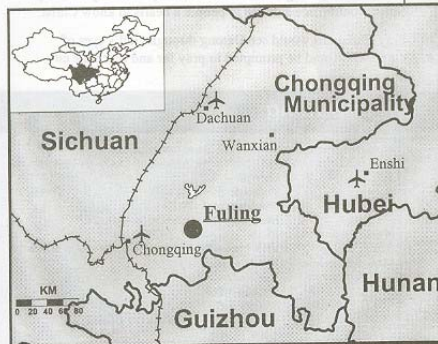 Chongqing
Municipality
Dachuan
Sichuan
Wanxian
Enshi
Fuling
Hubei
Chongqing
KM
0 20 40 60 80
Hunan
Guizhou